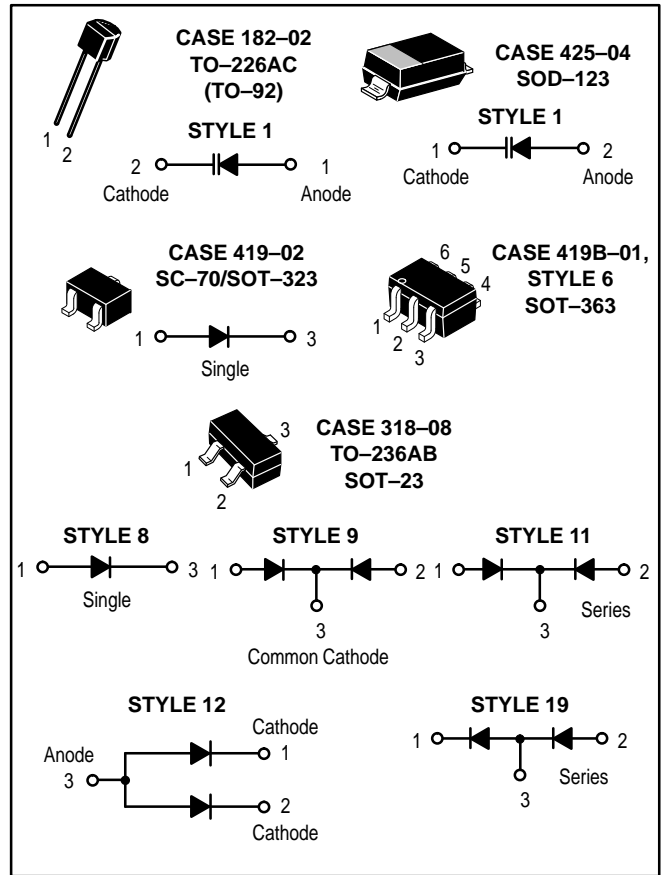 CASE 182–02
TO–226AC
(TO–92)
1
2
STYLE 1
2
1
Cathode
Anode
CASE 425–04
SOD–123
STYLE 1
1
2
Cathode
Anode
CASE 419–02
SC–70/SOT–323
1
3
Single
6
5
4
1
2
3
CASE 419B–01,
STYLE 6
SOT–363
3
1
2
CASE 318–08
TO–236AB
SOT–23
STYLE 8
1
3
Single
STYLE 9
1
2
3
Common Cathode
STYLE 11
1
2
3
Series
STYLE 12
Anode
3
Cathode
1
2
Cathode
STYLE 19
1
2
3
Series